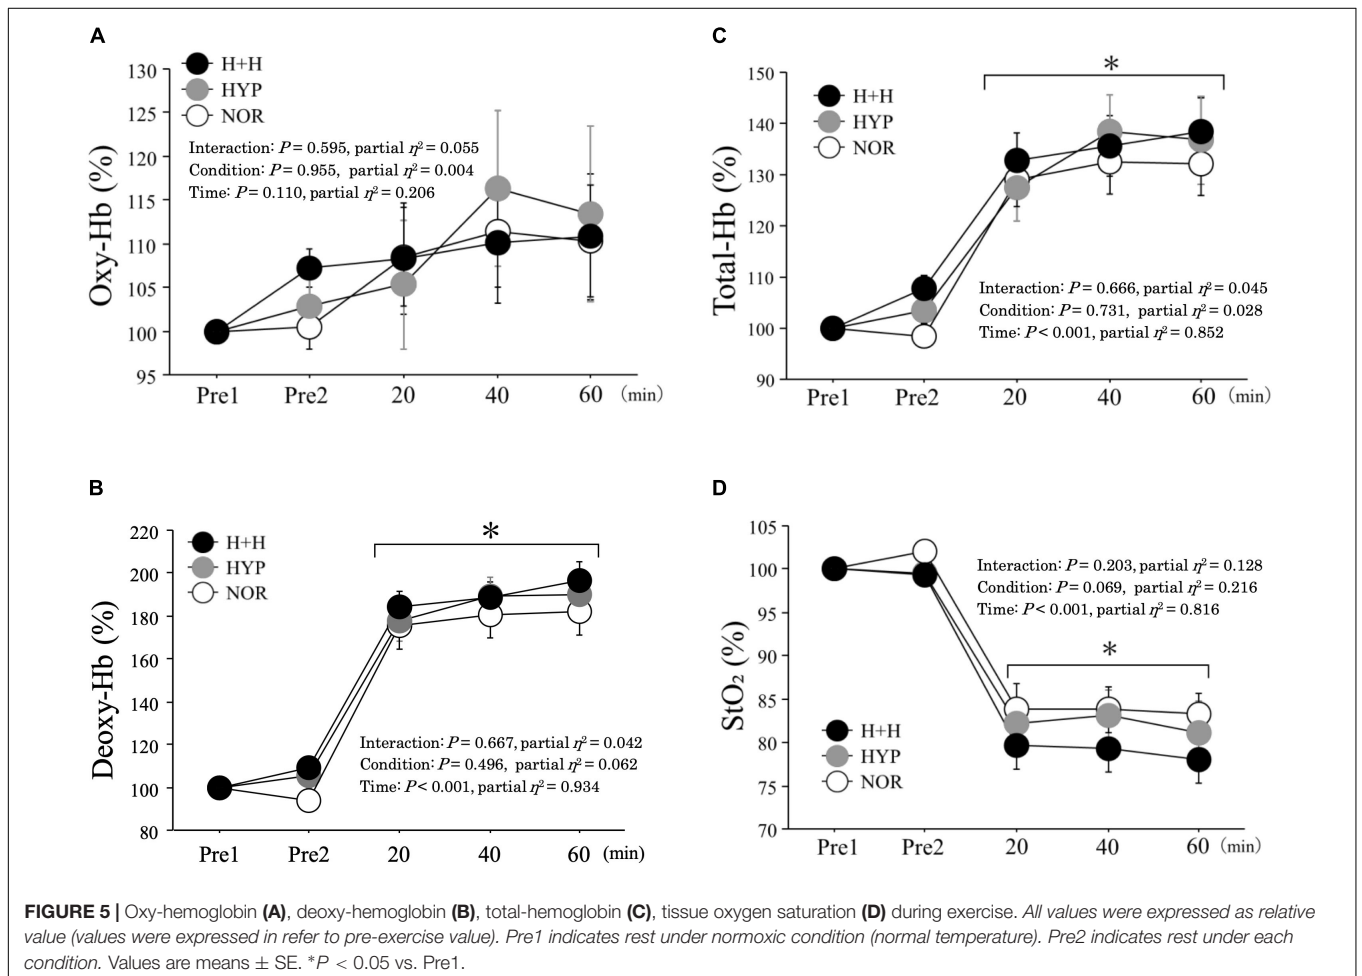 A
130
125
120
115
110
105
100
95
Oxy-Hb (%)
H+H
HYP
NOR
Interaction: P = 0.595, partial η² = 0.055
Condition: P = 0.955, partial η² = 0.004
Time: P = 0.110, partial η² = 0.206
Pre1 Pre2 20 40 60 (min)
C
150
140
130
120
110
100
90
Total-Hb (%)
H+H
HYP
NOR
*
Interaction: P = 0.666, partial η² = 0.045
Condition: P = 0.731, partial η² = 0.028
Time: P < 0.001, partial η² = 0.852
Pre1 Pre2 20 40 60 (min)
B
220
200
180
160
140
120
100
80
Deoxy-Hb (%)
H+H
HYP
NOR
*
Interaction: P = 0.667, partial η² = 0.042
Condition: P = 0.496, partial η² = 0.062
Time: P < 0.001, partial η² = 0.934
Pre1 Pre2 20 40 60 (min)
D
105
100
95
90
85
80
75
70
StO₂ (%)
Interaction: P = 0.203, partial η² = 0.128
Condition: P = 0.069, partial η² = 0.216
Time: P < 0.001, partial η² = 0.816
*
H+H
HYP
NOR
Pre1 Pre2 20 40 60 (min)
FIGURE 5 | Oxy-hemoglobin (A), deoxy-hemoglobin (B), total-hemoglobin (C), tissue oxygen saturation (D) during exercise. All values were expressed as relative
value (values were expressed in refer to pre-exercise value). Pre1 indicates rest under normoxic condition (normal temperature). Pre2 indicates rest under each
condition. Values are means ± SE. *P < 0.05 vs. Pre1.